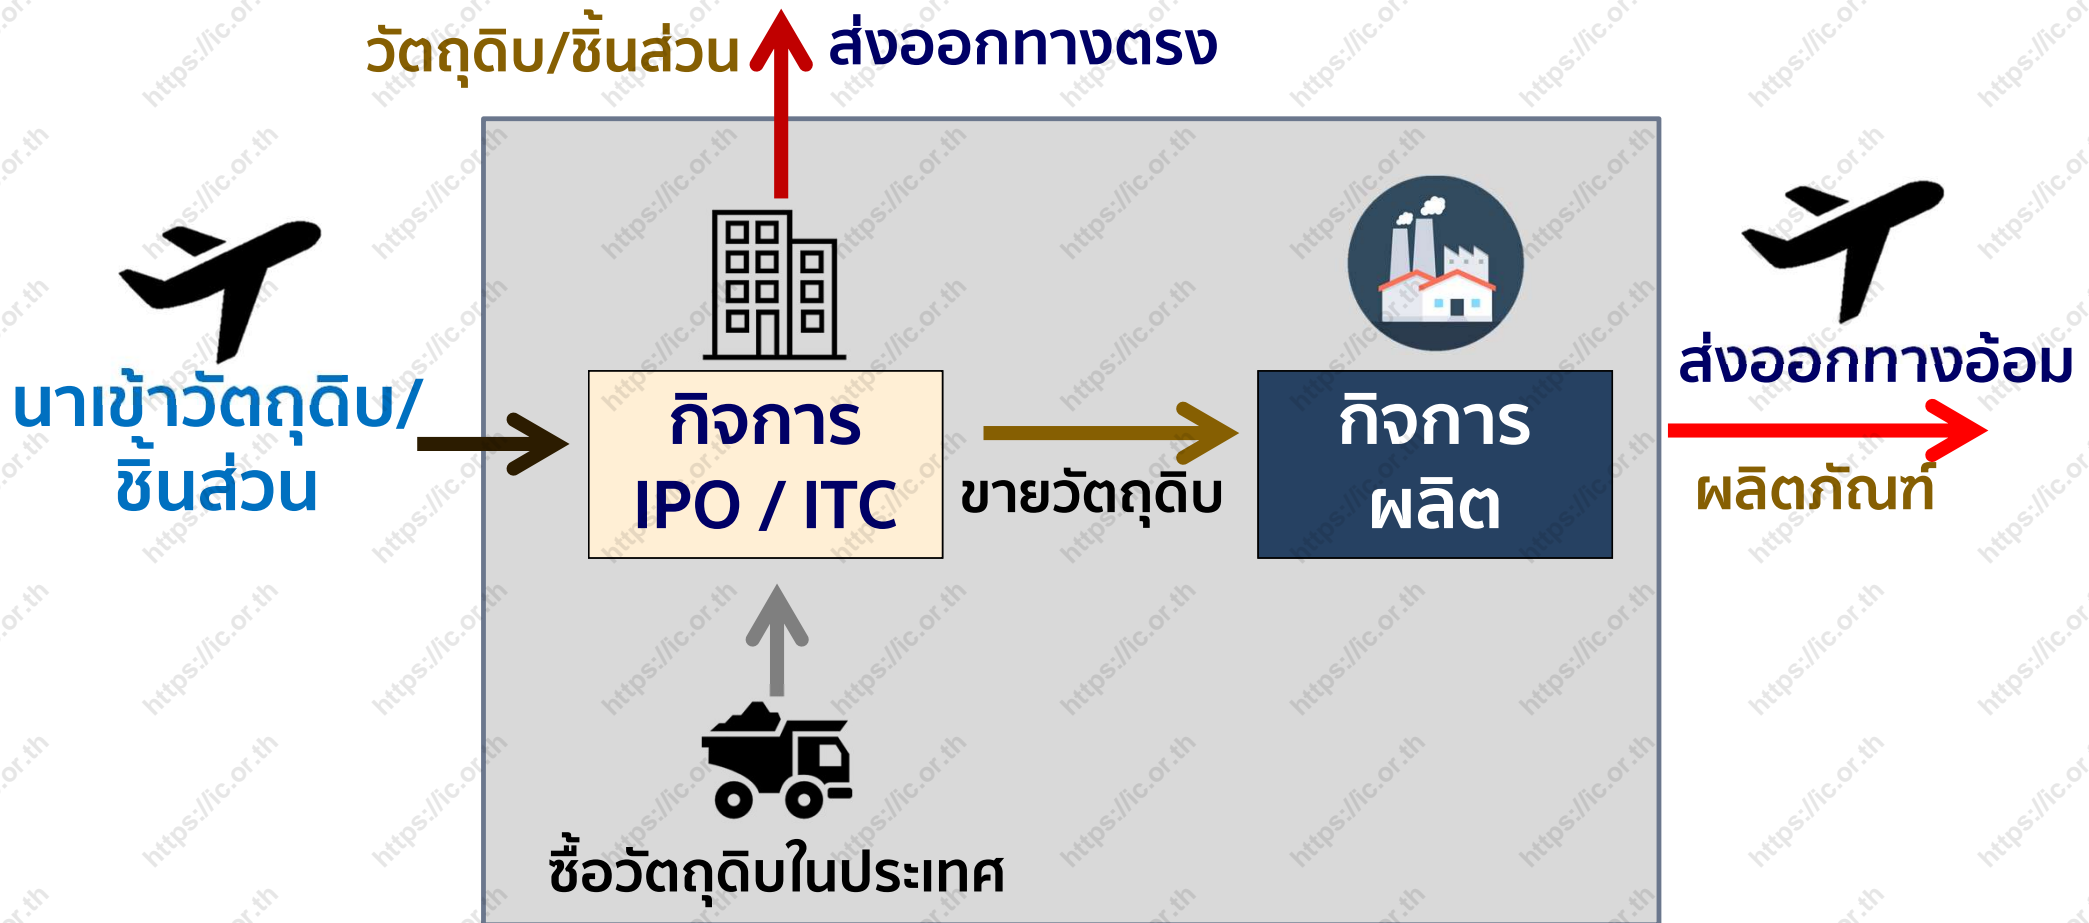 วัตถุดิบ/ชิ้นส่วน ส่งออกทางตรง
นาเข้าวัตถุดิบ/
ชิ้นส่วน
กิจการ
IPO / ITC
ขายวัตถุดิบ
กิจการ
ผลิต
ส่งออกทางอ้อม
ผลิตภัณฑ์
ซื้อวัตถุดิบในประเทศ
https://ic.or.th